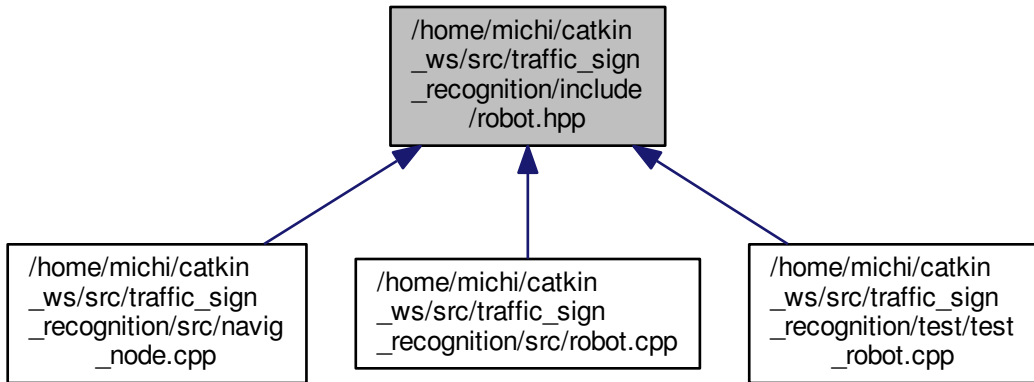 /home/michi/catkin
_ws/src/traffic_sign
_recognition/include
/robot.hpp
/home/michi/catkin
_ws/src/traffic_sign
_recognition/src/navig
_node.cpp
/home/michi/catkin
_ws/src/traffic_sign
_recognition/src/robot.cpp
/home/michi/catkin
_ws/src/traffic_sign
_recognition/test/test
_robot.cpp